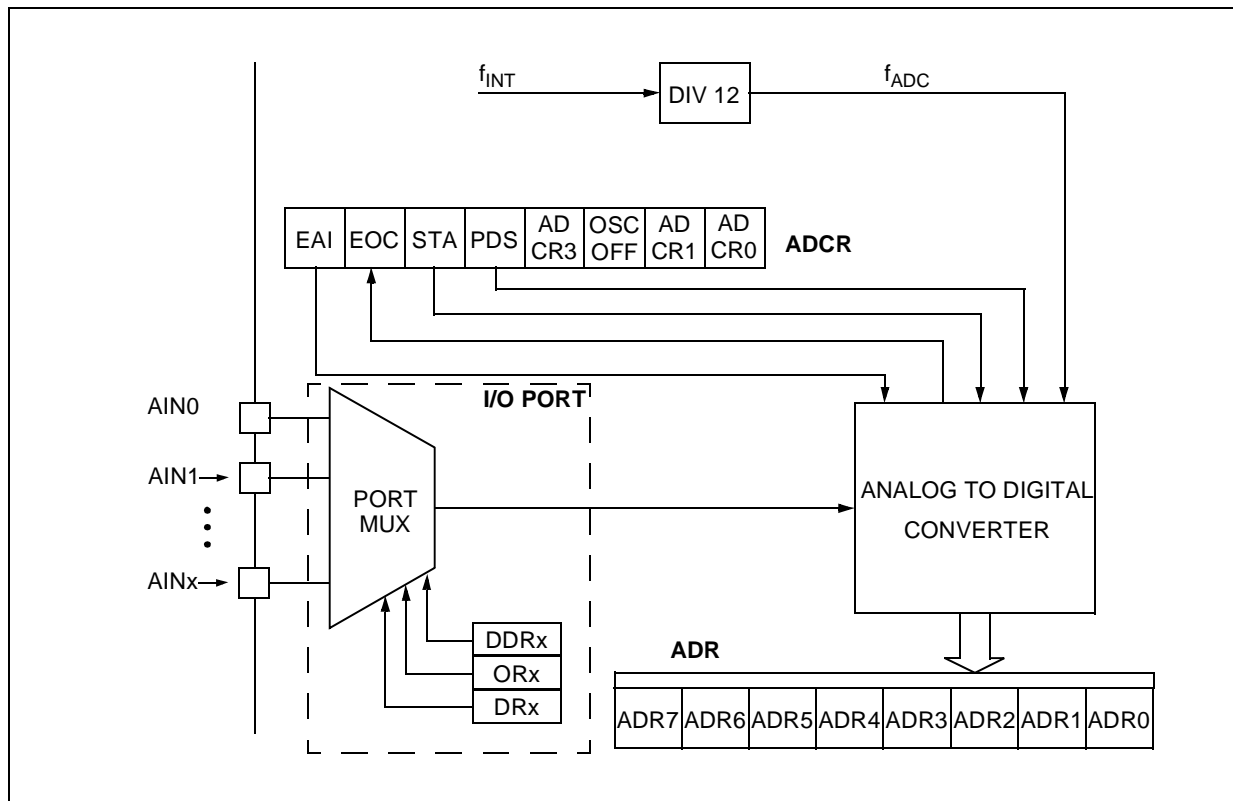 fINT
DIV 12
fADC
EAI
EOC
STA
PDS
AD
CR3
OSC
OFF
AD
CR1
AD
CR0
ADCR
I/O PORT
AIN0
AIN1
AINx
PORT
MUX
ANALOG TO DIGITAL
CONVERTER
DDRx
ORx
DRx
ADR
ADR7
ADR6
ADR5
ADR4
ADR3
ADR2
ADR1
ADR0